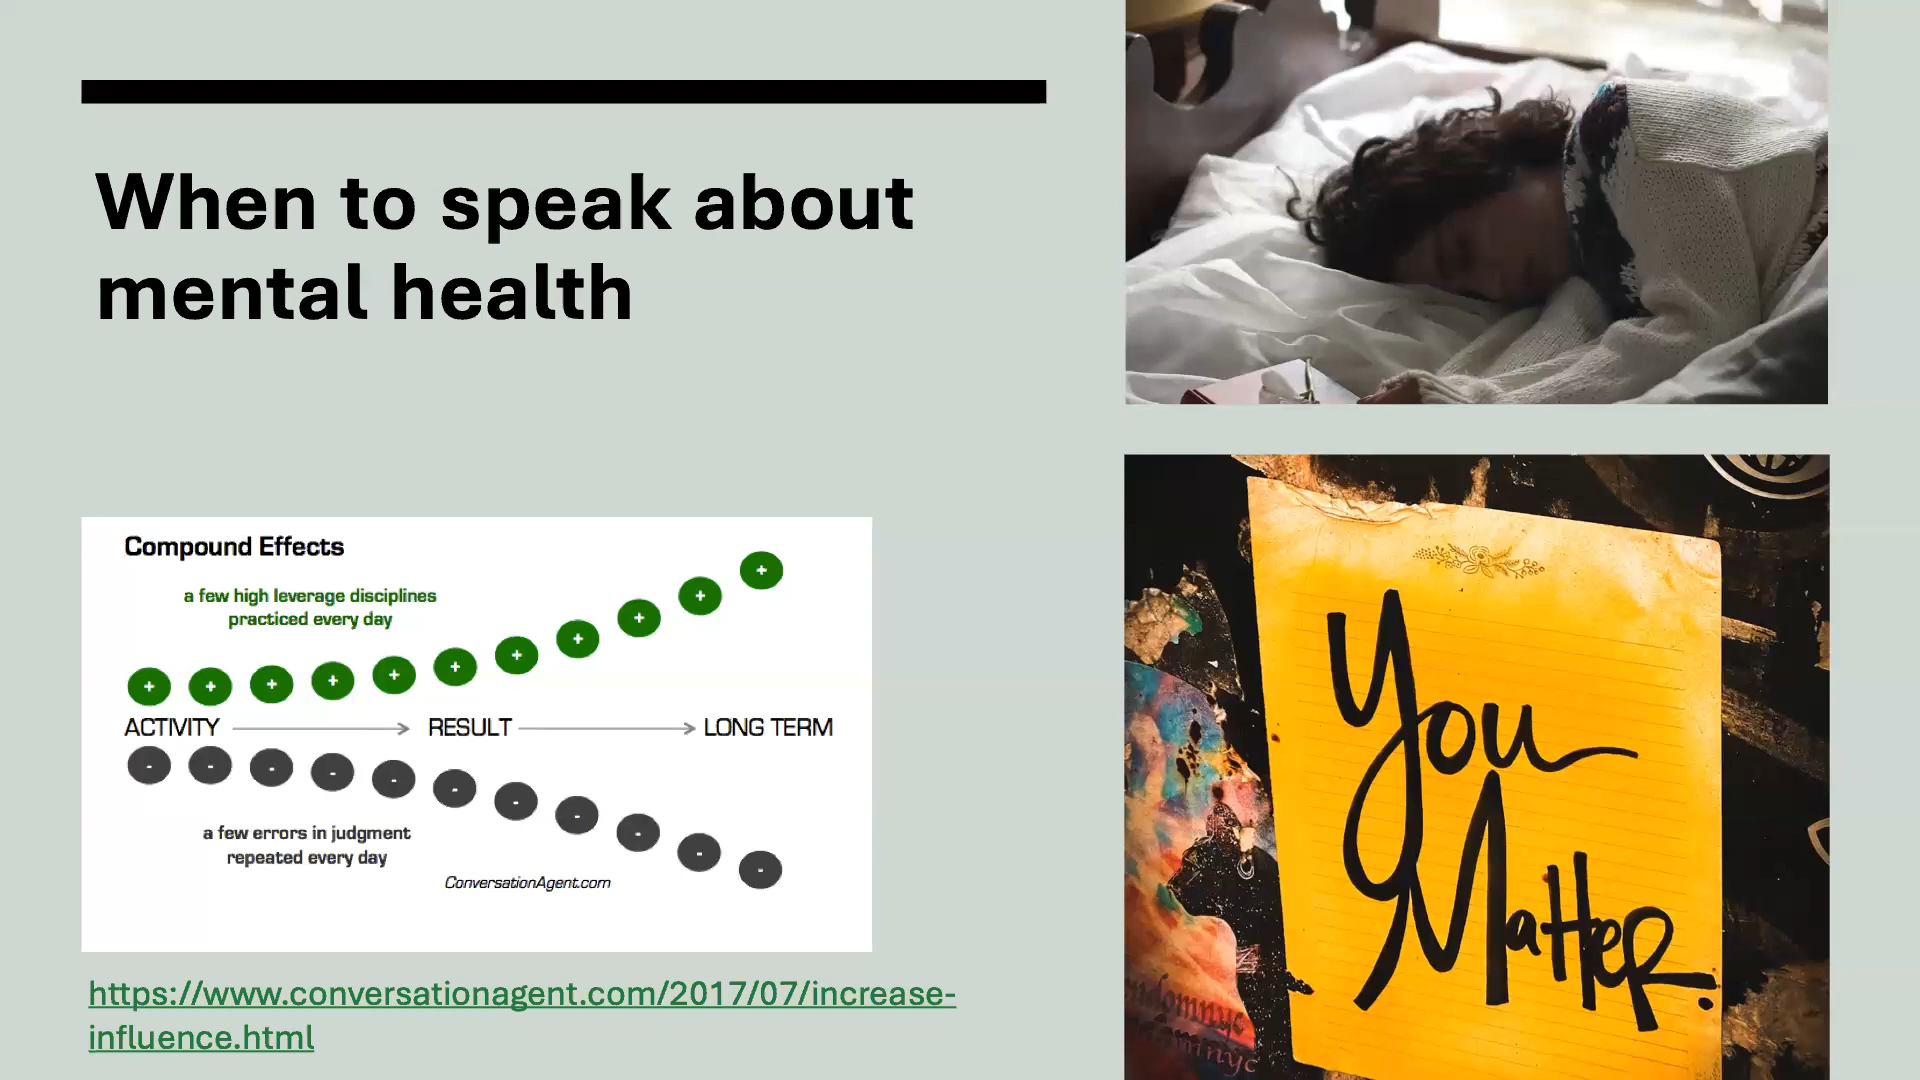 When to speak about
mental health
Compound Effects
a few high leverage disciplines
practiced every day
+ + + + + + + + + + +
ACTIVITY RESULT LONG TERM
- - - - - - - - - - -
a few errors in judgment
repeated every day
ConversationAgent.com
https://www.conversationagent.com/2017/07/increase-
influence.html
You
Matter.